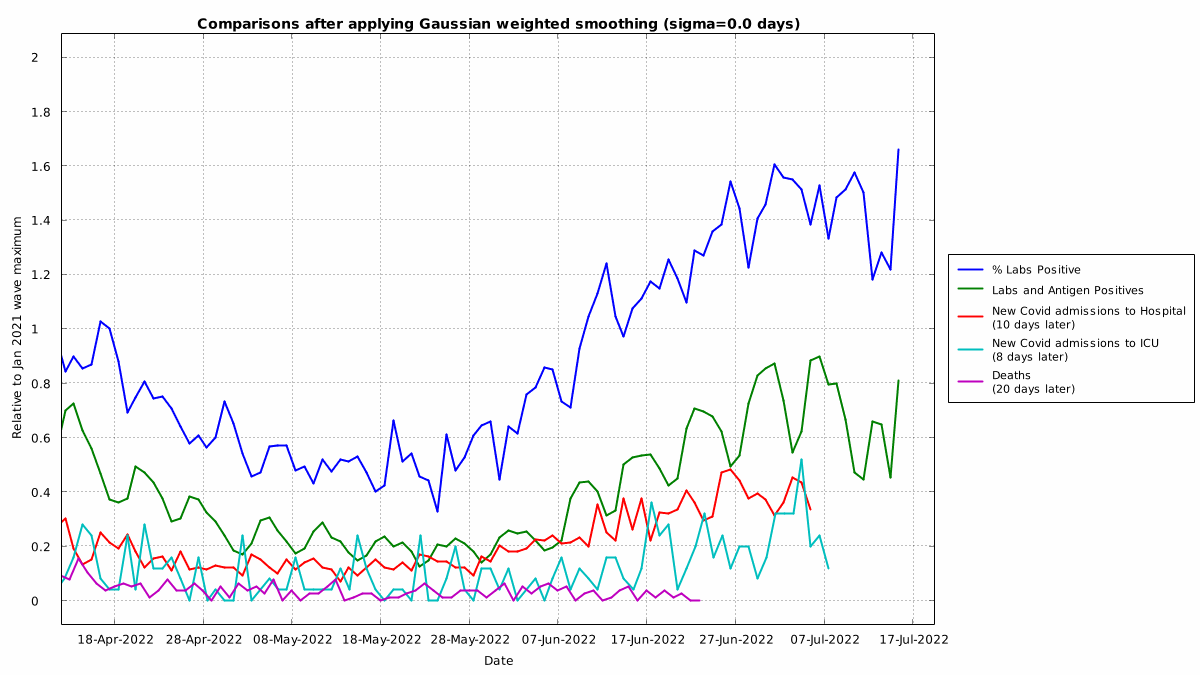 Comparisons after applying Gaussian weighted smoothing (sigma=0.0 days)
Relative to Jan 2021 wave maximum
2
1.8
1.6
1.4
1.2
1
0.8
0.6
0.4
0.2
0
18-Apr-2022 28-Apr-2022 08-May-2022 18-May-2022 28-May-2022 07-Jun-2022 17-Jun-2022 27-Jun-2022 07-Jul-2022 17-Jul-2022
Date
% Labs Positive
Labs and Antigen Positives
New Covid admissions to Hospital
(10 days later)
New Covid admissions to ICU
(8 days later)
Deaths
(20 days later)